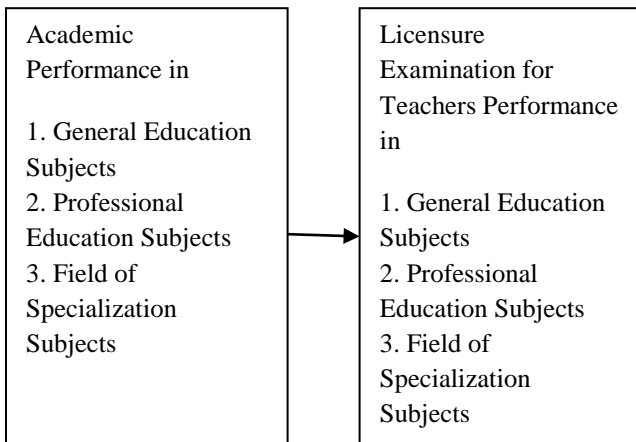 Academic
Performance in
1. General Education
Subjects
2. Professional
Education Subjects
3. Field of
Specialization
Subjects
Licensure
Examination for
Teachers Performance
in
1. General Education
Subjects
2. Professional
Education Subjects
3. Field of
Specialization
Subjects